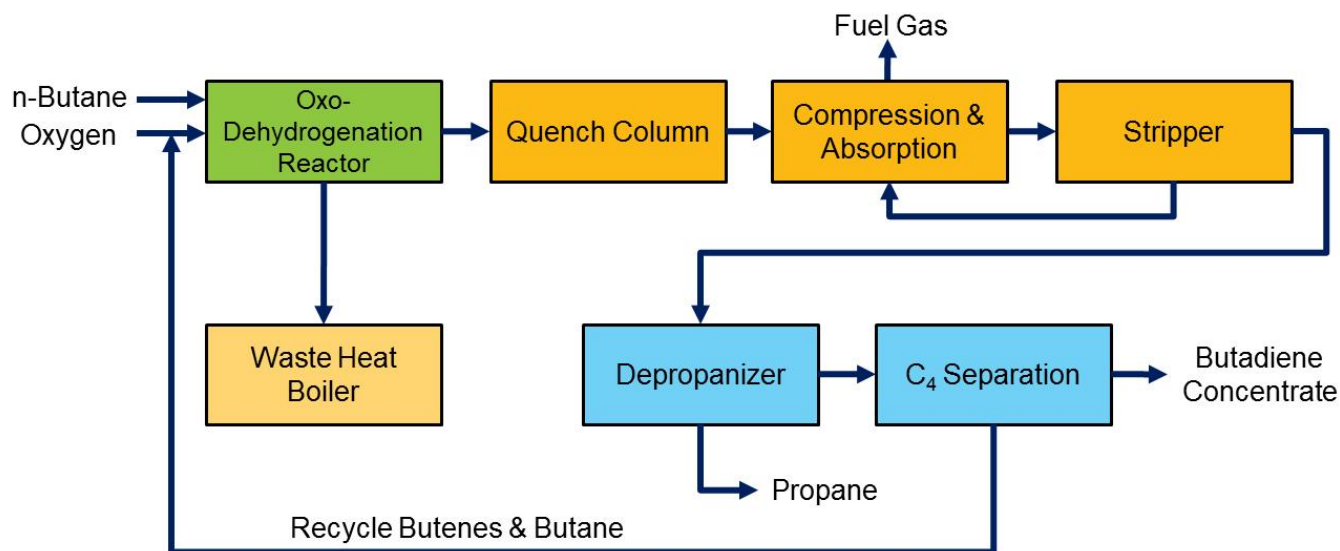 Fuel Gas
n-Butane
Oxygen
Oxo-
Dehydrogenation
Reactor
Quench Column
Compression &
Absorption
Stripper
Waste Heat
Boiler
Depropanizer
C₄ Separation
Butadiene
Concentrate
Propane
Recycle Butenes & Butane